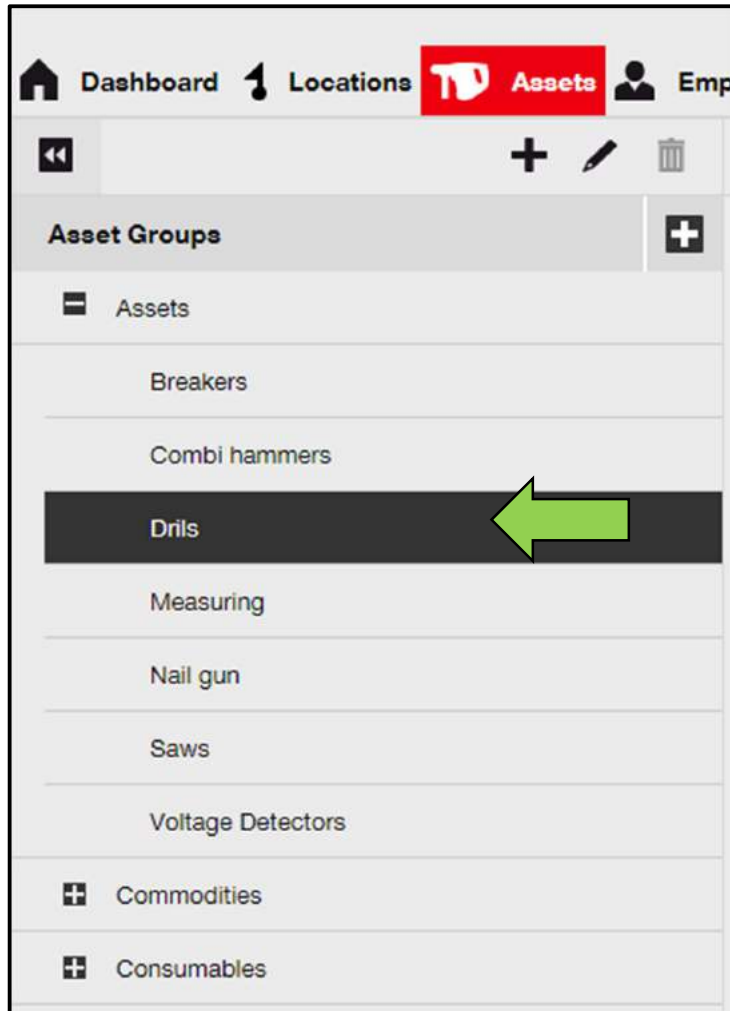 Dashboard Locations Assets Emp
Asset Groups
Assets
Breakers
Combi hammers
Drils
Measuring
Nail gun
Saws
Voltage Detectors
Commodities
Consumables